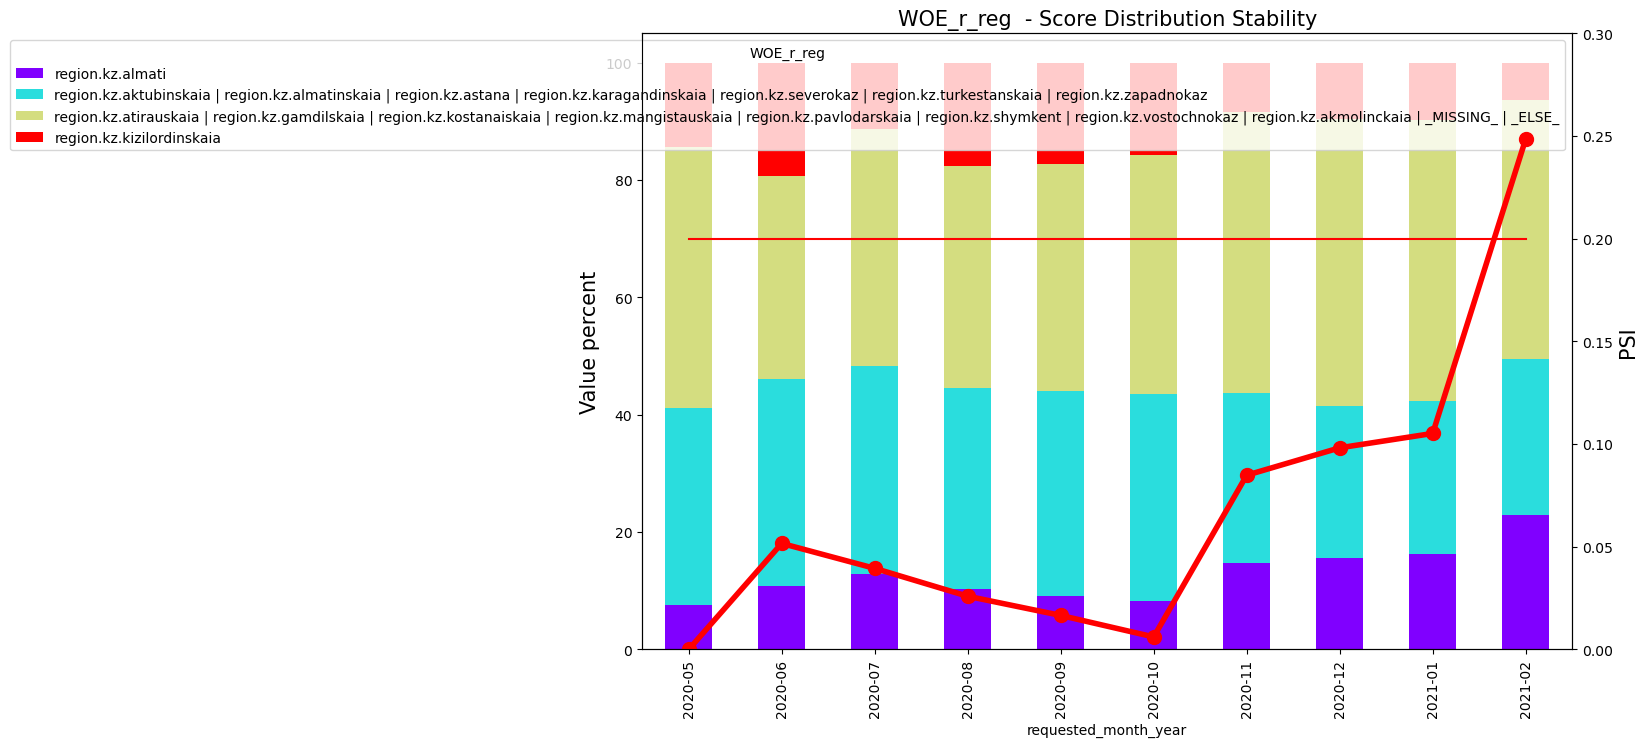 WOE_r_reg - Score Distribution Stability
WOE_r_reg
region.kz.almati
region.kz.aktubinskaia | region.kz.almatinskaia | region.kz.astana | region.kz.karagandinskaia | region.kz.severokaz | region.kz.turkestanskaia | region.kz.zapadnokaz
region.kz.atirauskaia | region.kz.gamdilskaia | region.kz.kostanaiskaia | region.kz.mangistauskaia | region.kz.pavlodarskaia | region.kz.shymkent | region.kz.vostochnokaz | region.kz.akmolinckaia | _MISSING_ | _ELSE_
region.kz.kizilordinskaia
100
80
60
40
20
0
Value percent
0.30
0.25
0.20
0.15
0.10
0.05
0.00
PSI
2020-05
2020-06
2020-07
2020-08
2020-09
2020-10
2020-11
2020-12
2021-01
2021-02
requested_month_year